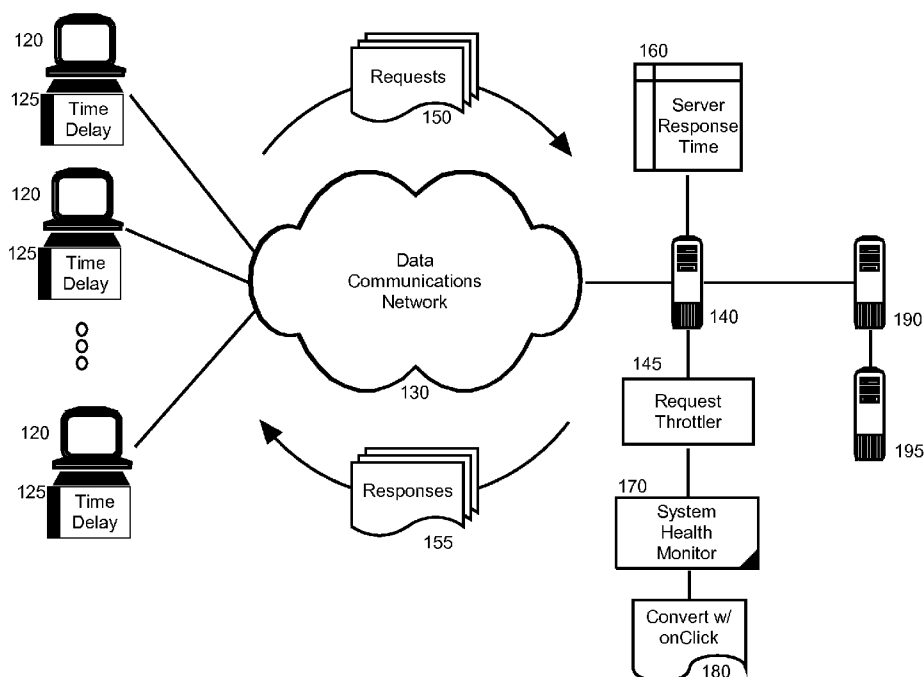 120
125
Time
Delay
120
125
Time
Delay
120
125
Time
Delay
Requests
150
Data
Communications
Network
130
Responses
155
160
Server
Response
Time
140
190
195
145
Request
Throttler
170
System
Health
Monitor
Convert w/
onClick
180